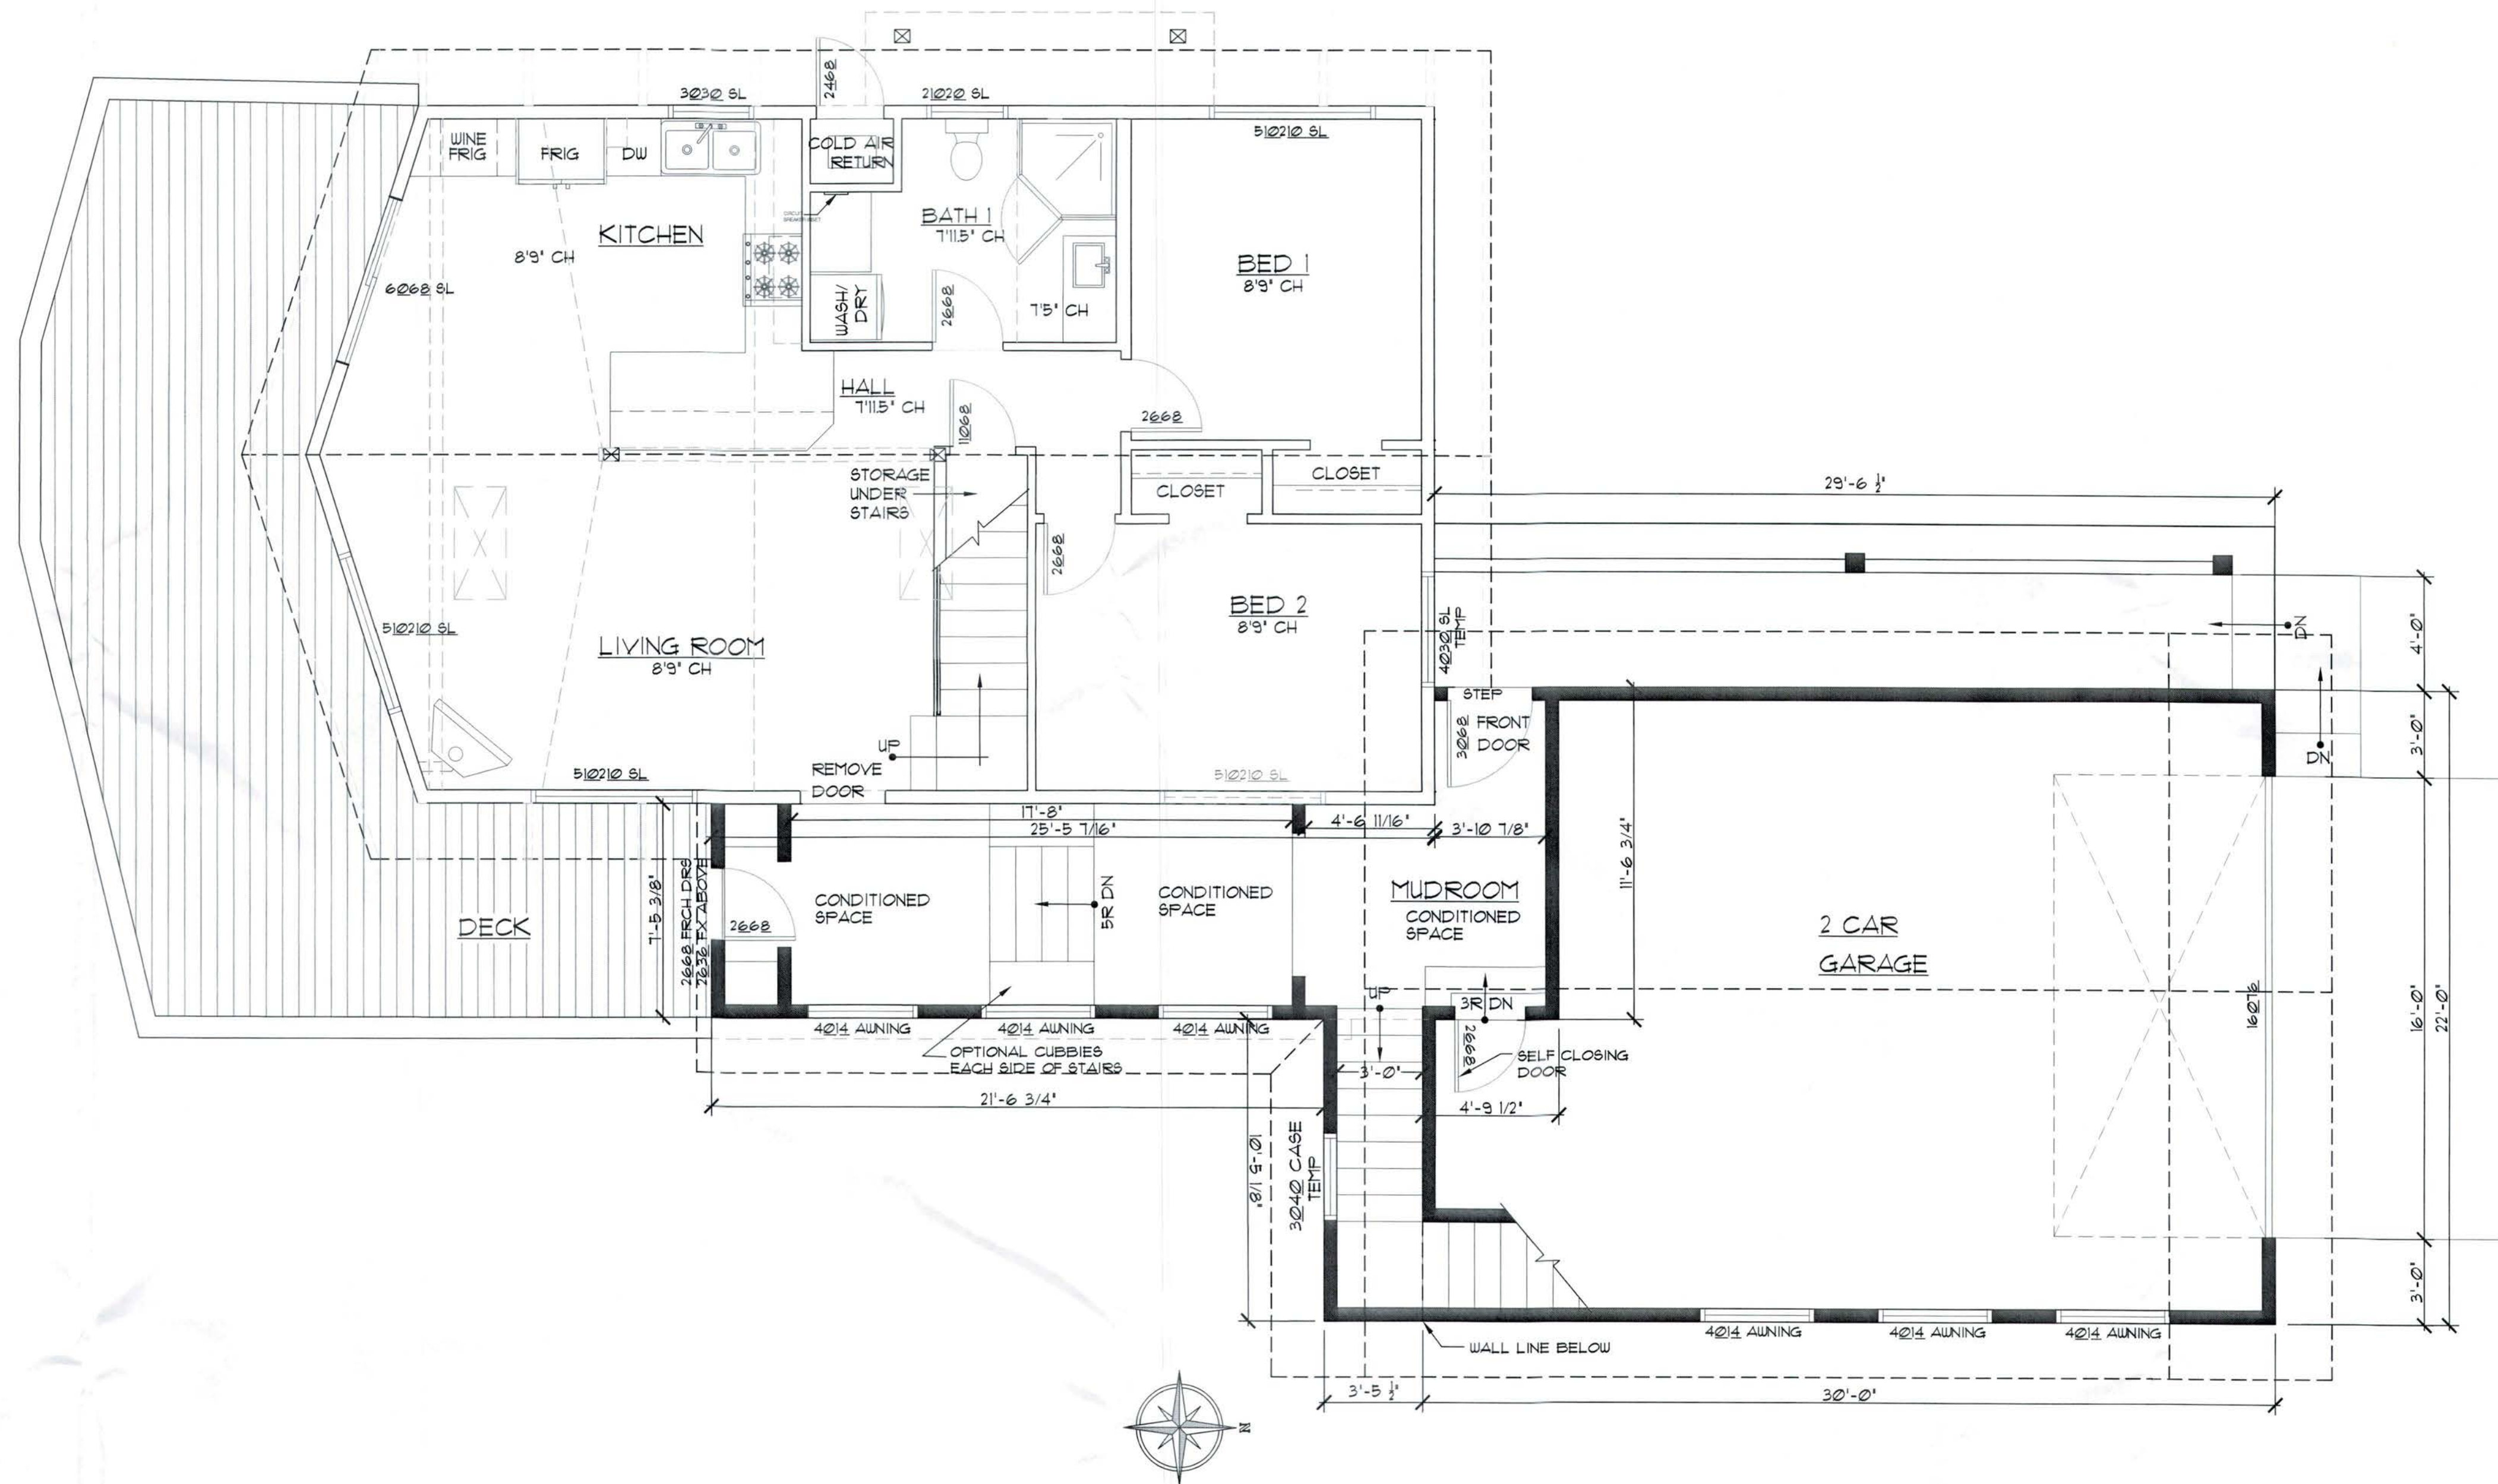 2468
3030 SL
21020 SL
510210 SL
WINE
FRIG
FRIG
DW
COLD AIR
RETURN
CIRCUIT
KITCHEN
8'9" CH
BATH 1
7'11.5" CH
BED 1
8'9" CH
6068 SL
WASH/
DRY
2668
7'5" CH
HALL
7'11.5" CH
11068
2668
STORAGE
UNDER
STAIRS
CLOSET
CLOSET
29'-6 1/2"
2668
BED 2
8'9" CH
4030 SL
TEMP
DN
4'-0"
510210 SL
LIVING ROOM
8'9" CH
STEP
3068
FRONT
DOOR
3'-0"
DN
UP
REMOVE
DOOR
510210 SL
510210 SL
17'-8"
25'-5 7/16"
4'-6 11/16"
3'-10 7/8"
11'-6 3/4"
DECK
7'-5 3/8"
2668 FRCH DRS
2636 FX ABOVE
2668
CONDITIONED
SPACE
5R DN
CONDITIONED
SPACE
MUDROOM
CONDITIONED
SPACE
2 CAR
GARAGE
16076
16'-0"
22'-0"
UP
3R DN
4014 AWNING
4014 AWNING
4014 AWNING
OPTIONAL CUBBIES
EACH SIDE OF STAIRS
2668
SELF CLOSING
DOOR
3'-0"
21'-6 3/4"
4'-9 1/2"
10'-5 1/8"
3040 CASE
TEMP
3'-0"
4014 AWNING
4014 AWNING
4014 AWNING
WALL LINE BELOW
3'-5 1/2"
30'-0"
N